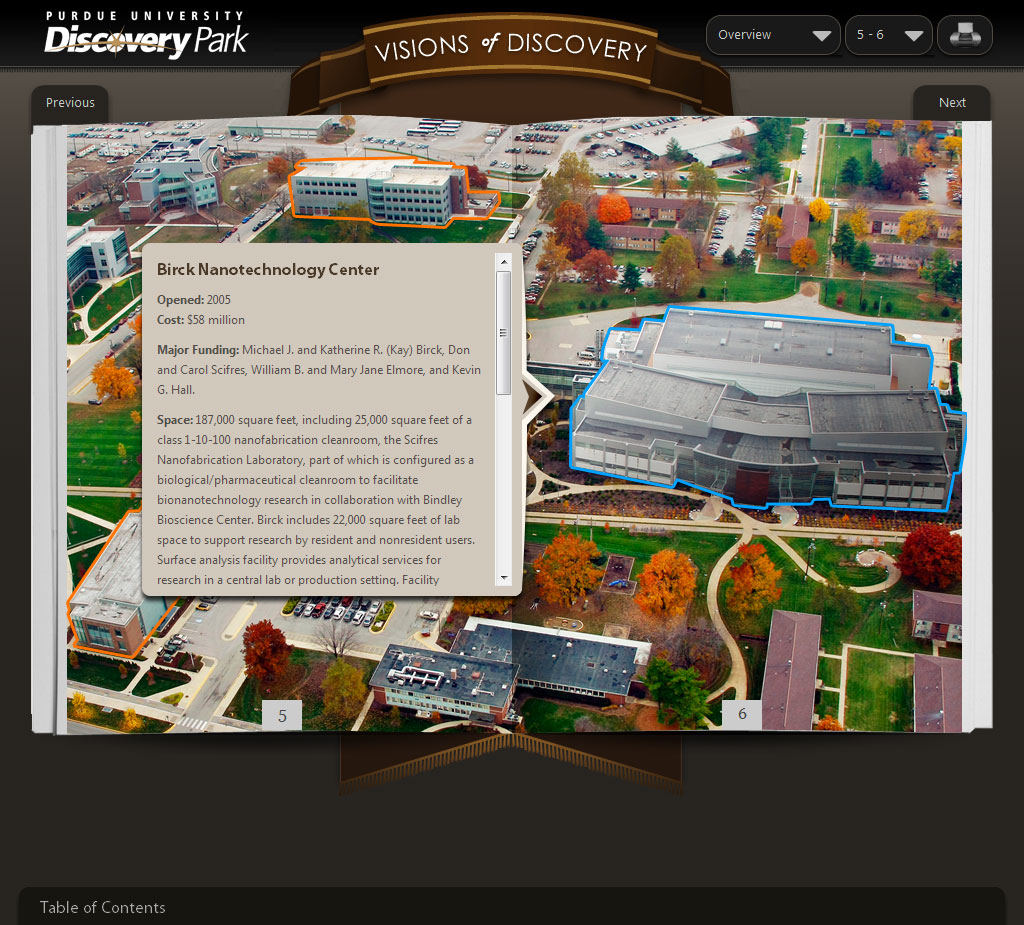 PURDUE UNIVERSITY
Discovery Park
VISIONS of DISCOVERY
Overview
5 - 6
Previous
Next
Birck Nanotechnology Center
Opened: 2005
Cost: $58 million
Major Funding: Michael J. and Katherine R. (Kay) Birck, Don
and Carol Scifres, William B. and Mary Jane Elmore, and Kevin
G. Hall.
Space: 187,000 square feet, including 25,000 square feet of a
class 1-10-100 nanofabrication cleanroom, the Scifres
Nanofabrication Laboratory, part of which is configured as a
biological/pharmaceutical cleanroom to facilitate
bionanotechnology research in collaboration with Bindley
Bioscience Center. Birck includes 22,000 square feet of lab
space to support research by resident and nonresident users.
Surface analysis facility provides analytical services for
research in a central lab or production setting. Facility
5
6
Table of Contents